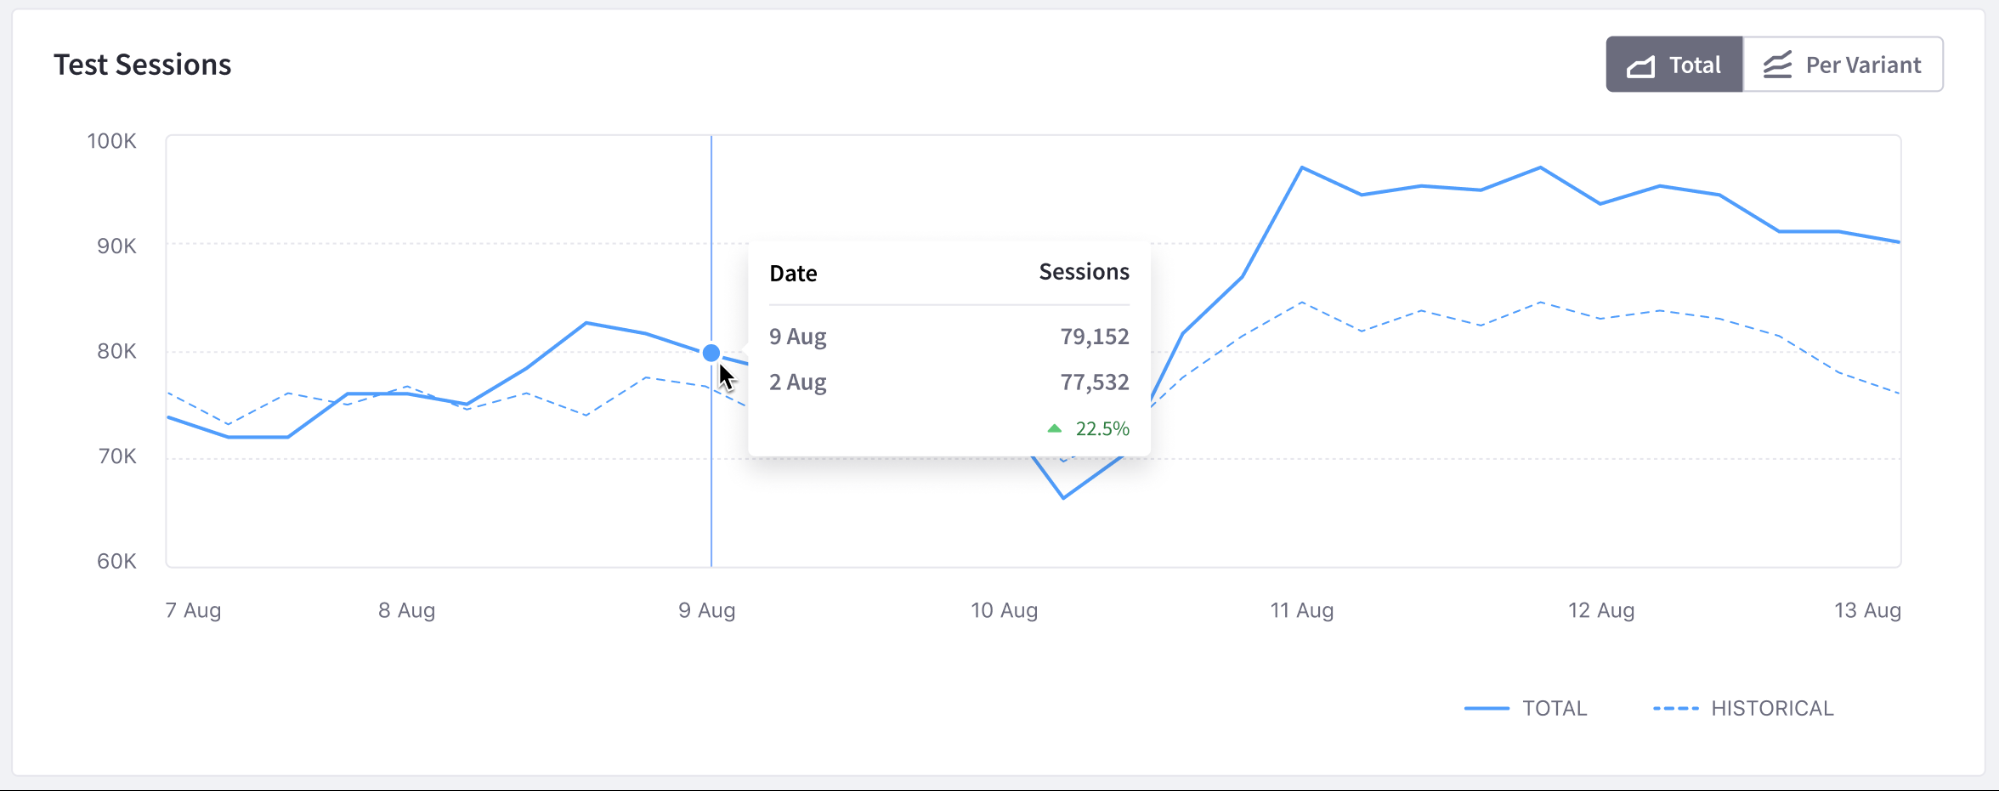 Test Sessions
Total
Per Variant
100K
90K
80K
70K
60K
Date Sessions
9 Aug 79,152
2 Aug 77,532
22.5%
7 Aug 8 Aug 9 Aug 10 Aug 11 Aug 12 Aug 13 Aug
TOTAL HISTORICAL